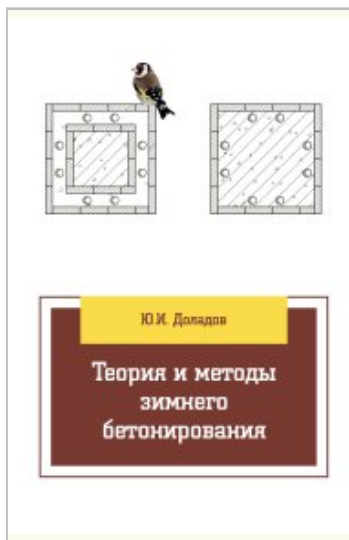 Ю.И. Доладов
Теория и методы
зимнего
бетонирования